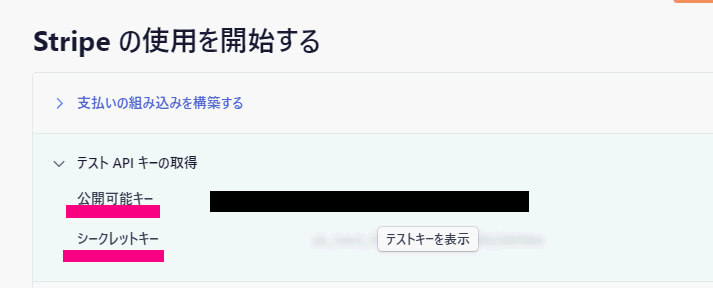 Stripe の使用を開始する
支払いの組み込みを構築する
テスト API キーの取得
公開可能キー
シークレットキー
テストキーを表示